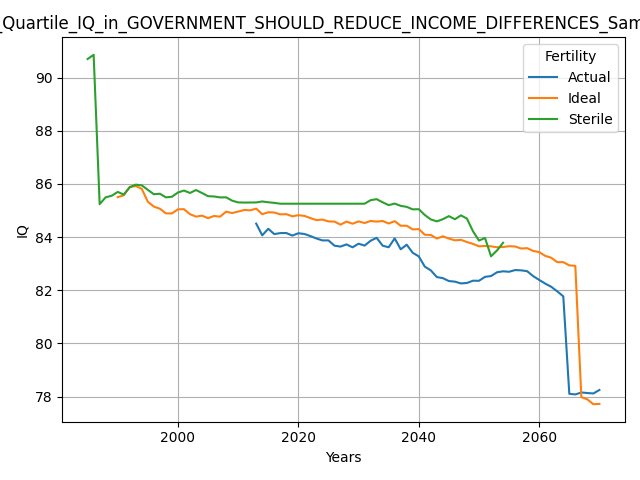 _Quartile_IQ_in_GOVERNMENT_SHOULD_REDUCE_INCOME_DIFFERENCES_Sam
Fertility
Actual
Ideal
Sterile
90
88
86
84
82
80
78
IQ
2000
2020
2040
2060
Years